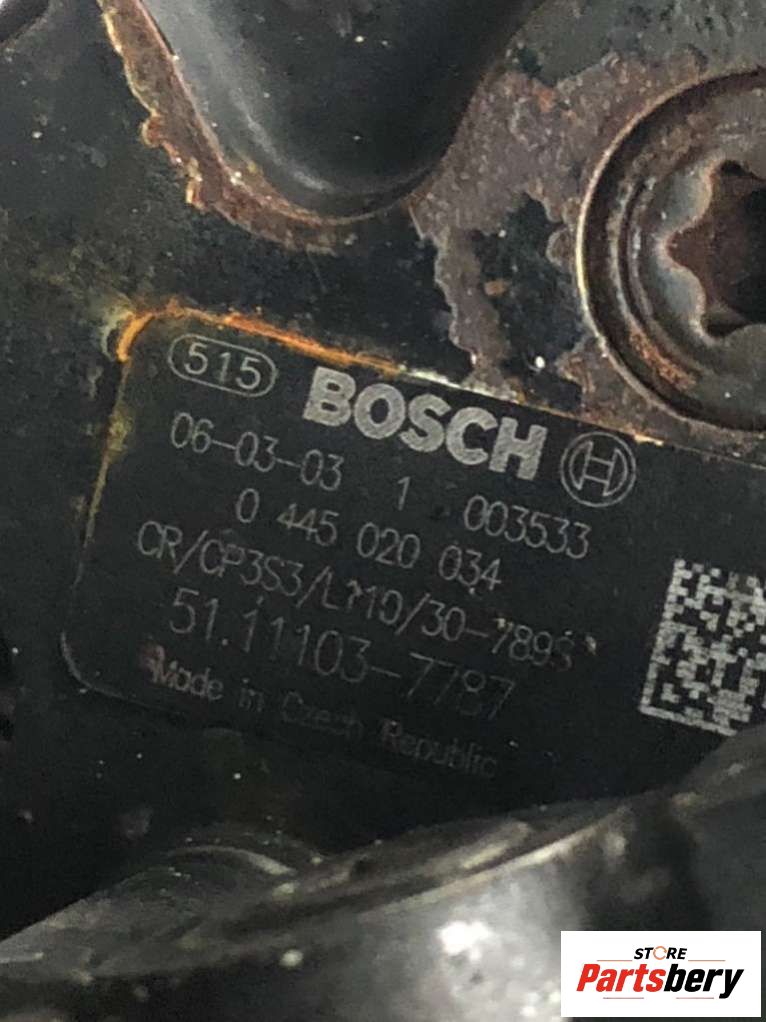 515 BOSCH
06-03-03 1 003533
0 445 020 034
CR/CP3S3/L110/30-789S
51.11103-7787
Made in Czech Republic
STORE
Partsbery